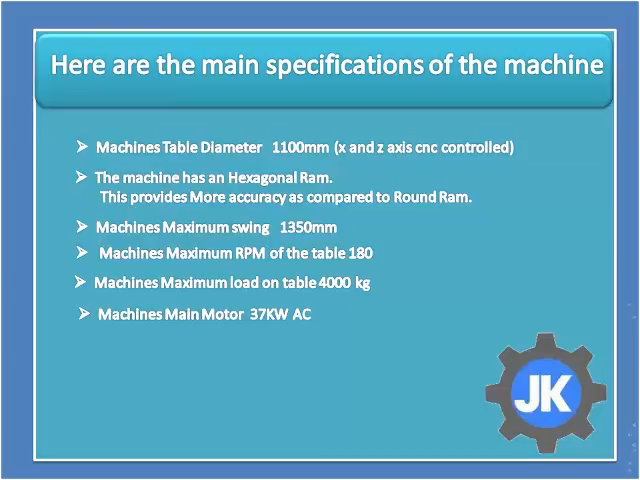 Here are the main specifications of the machine
➢ Machines Table Diameter 1100mm (x and z axis cnc controlled)
➢ The machine has an Hexagonal Ram.
This provides More accuracy as compared to Round Ram.
➢ Machines Maximum swing 1350mm
➢ Machines Maximum RPM of the table 180
➢ Machines Maximum load on table 4000 kg
➢ Machines Main Motor 37KW AC
JK